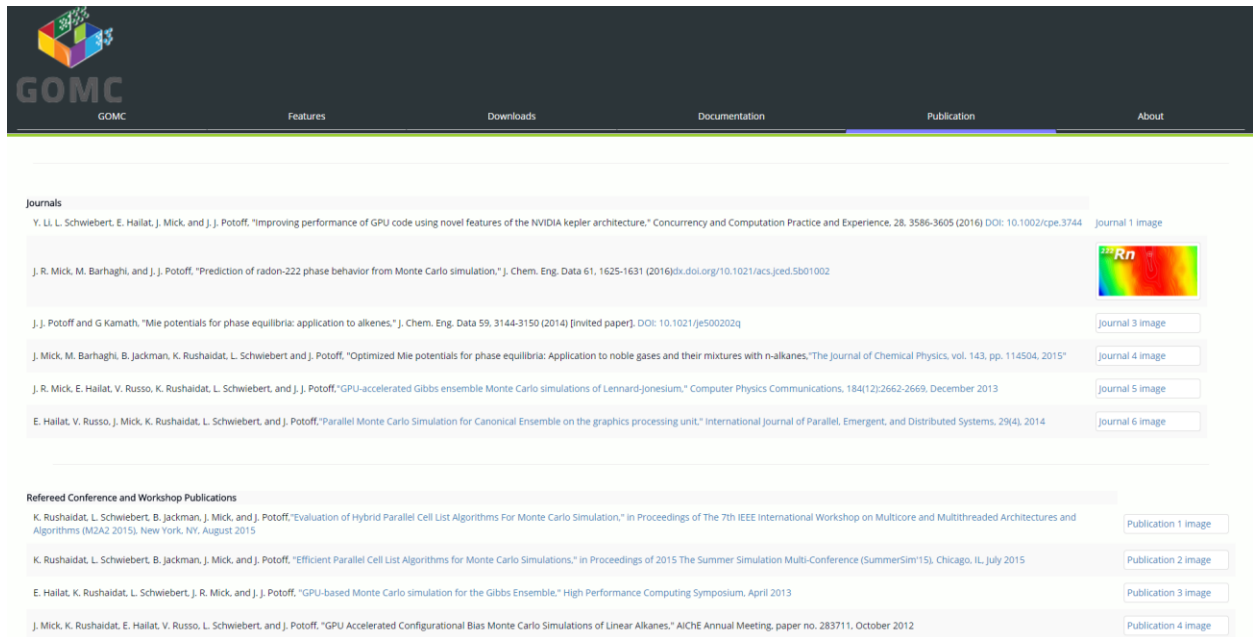 GOMC
GOMC Features Downloads Documentation Publication About
Journals
Y. Li, L. Schwiebert, E. Hailat, J. Mick, and J. J. Potoff, "Improving performance of GPU code using novel features of the NVIDIA kepler architecture," Concurrency and Computation Practice and Experience, 28, 3586-3605 (2016) DOI: 10.1002/cpe.3744 Journal 1 image
222Rn
J. R. Mick, M. Barhaghi, and J. J. Potoff, "Prediction of radon-222 phase behavior from Monte Carlo simulation," J. Chem. Eng. Data 61, 1625-1631 (2016)dx.doi.org/10.1021/acs.jced.5b01002
J. J. Potoff and G Kamath, "Mie potentials for phase equilibria: application to alkenes," J. Chem. Eng. Data 59, 3144-3150 (2014) [invited paper]. DOI: 10.1021/je500202q Journal 3 image
J. Mick, M. Barhaghi, B. Jackman, K. Rushaidat, L. Schwiebert and J. Potoff, "Optimized Mie potentials for phase equilibria: Application to noble gases and their mixtures with n-alkanes,"The Journal of Chemical Physics, vol. 143, pp. 114504, 2015" Journal 4 image
J. R. Mick, E. Hailat, V. Russo, K. Rushaidat, L. Schwiebert, and J. J. Potoff,"GPU-accelerated Gibbs ensemble Monte Carlo simulations of Lennard-Jonesium," Computer Physics Communications, 184(12):2662-2669, December 2013 Journal 5 image
E. Hailat, V. Russo, J. Mick, K. Rushaidat, L. Schwiebert, and J. Potoff,"Parallel Monte Carlo Simulation for Canonical Ensemble on the graphics processing unit," International Journal of Parallel, Emergent, and Distributed Systems, 29(4), 2014 Journal 6 image
Refereed Conference and Workshop Publications
K. Rushaidat, L. Schwiebert, B. Jackman, J. Mick, and J. Potoff,"Evaluation of Hybrid Parallel Cell List Algorithms For Monte Carlo Simulation," in Proceedings of The 7th IEEE International Workshop on Multicore and Multithreaded Architectures and
Algorithms (M2A2 2015), New York, NY, August 2015 Publication 1 image
K. Rushaidat, L. Schwiebert, B. Jackman, J. Mick, and J. Potoff, "Efficient Parallel Cell List Algorithms for Monte Carlo Simulations," in Proceedings of 2015 The Summer Simulation Multi-Conference (SummerSim'15), Chicago, IL, July 2015 Publication 2 image
E. Hailat, K. Rushaidat, L. Schwiebert, J. R. Mick, and J. J. Potoff, "GPU-based Monte Carlo simulation for the Gibbs Ensemble," High Performance Computing Symposium, April 2013 Publication 3 image
J. Mick, K. Rushaidat, E. Hailat, V. Russo, L. Schwiebert, and J. Potoff, "GPU Accelerated Configurational Bias Monte Carlo Simulations of Linear Alkanes," AIChE Annual Meeting, paper no. 283711, October 2012 Publication 4 image